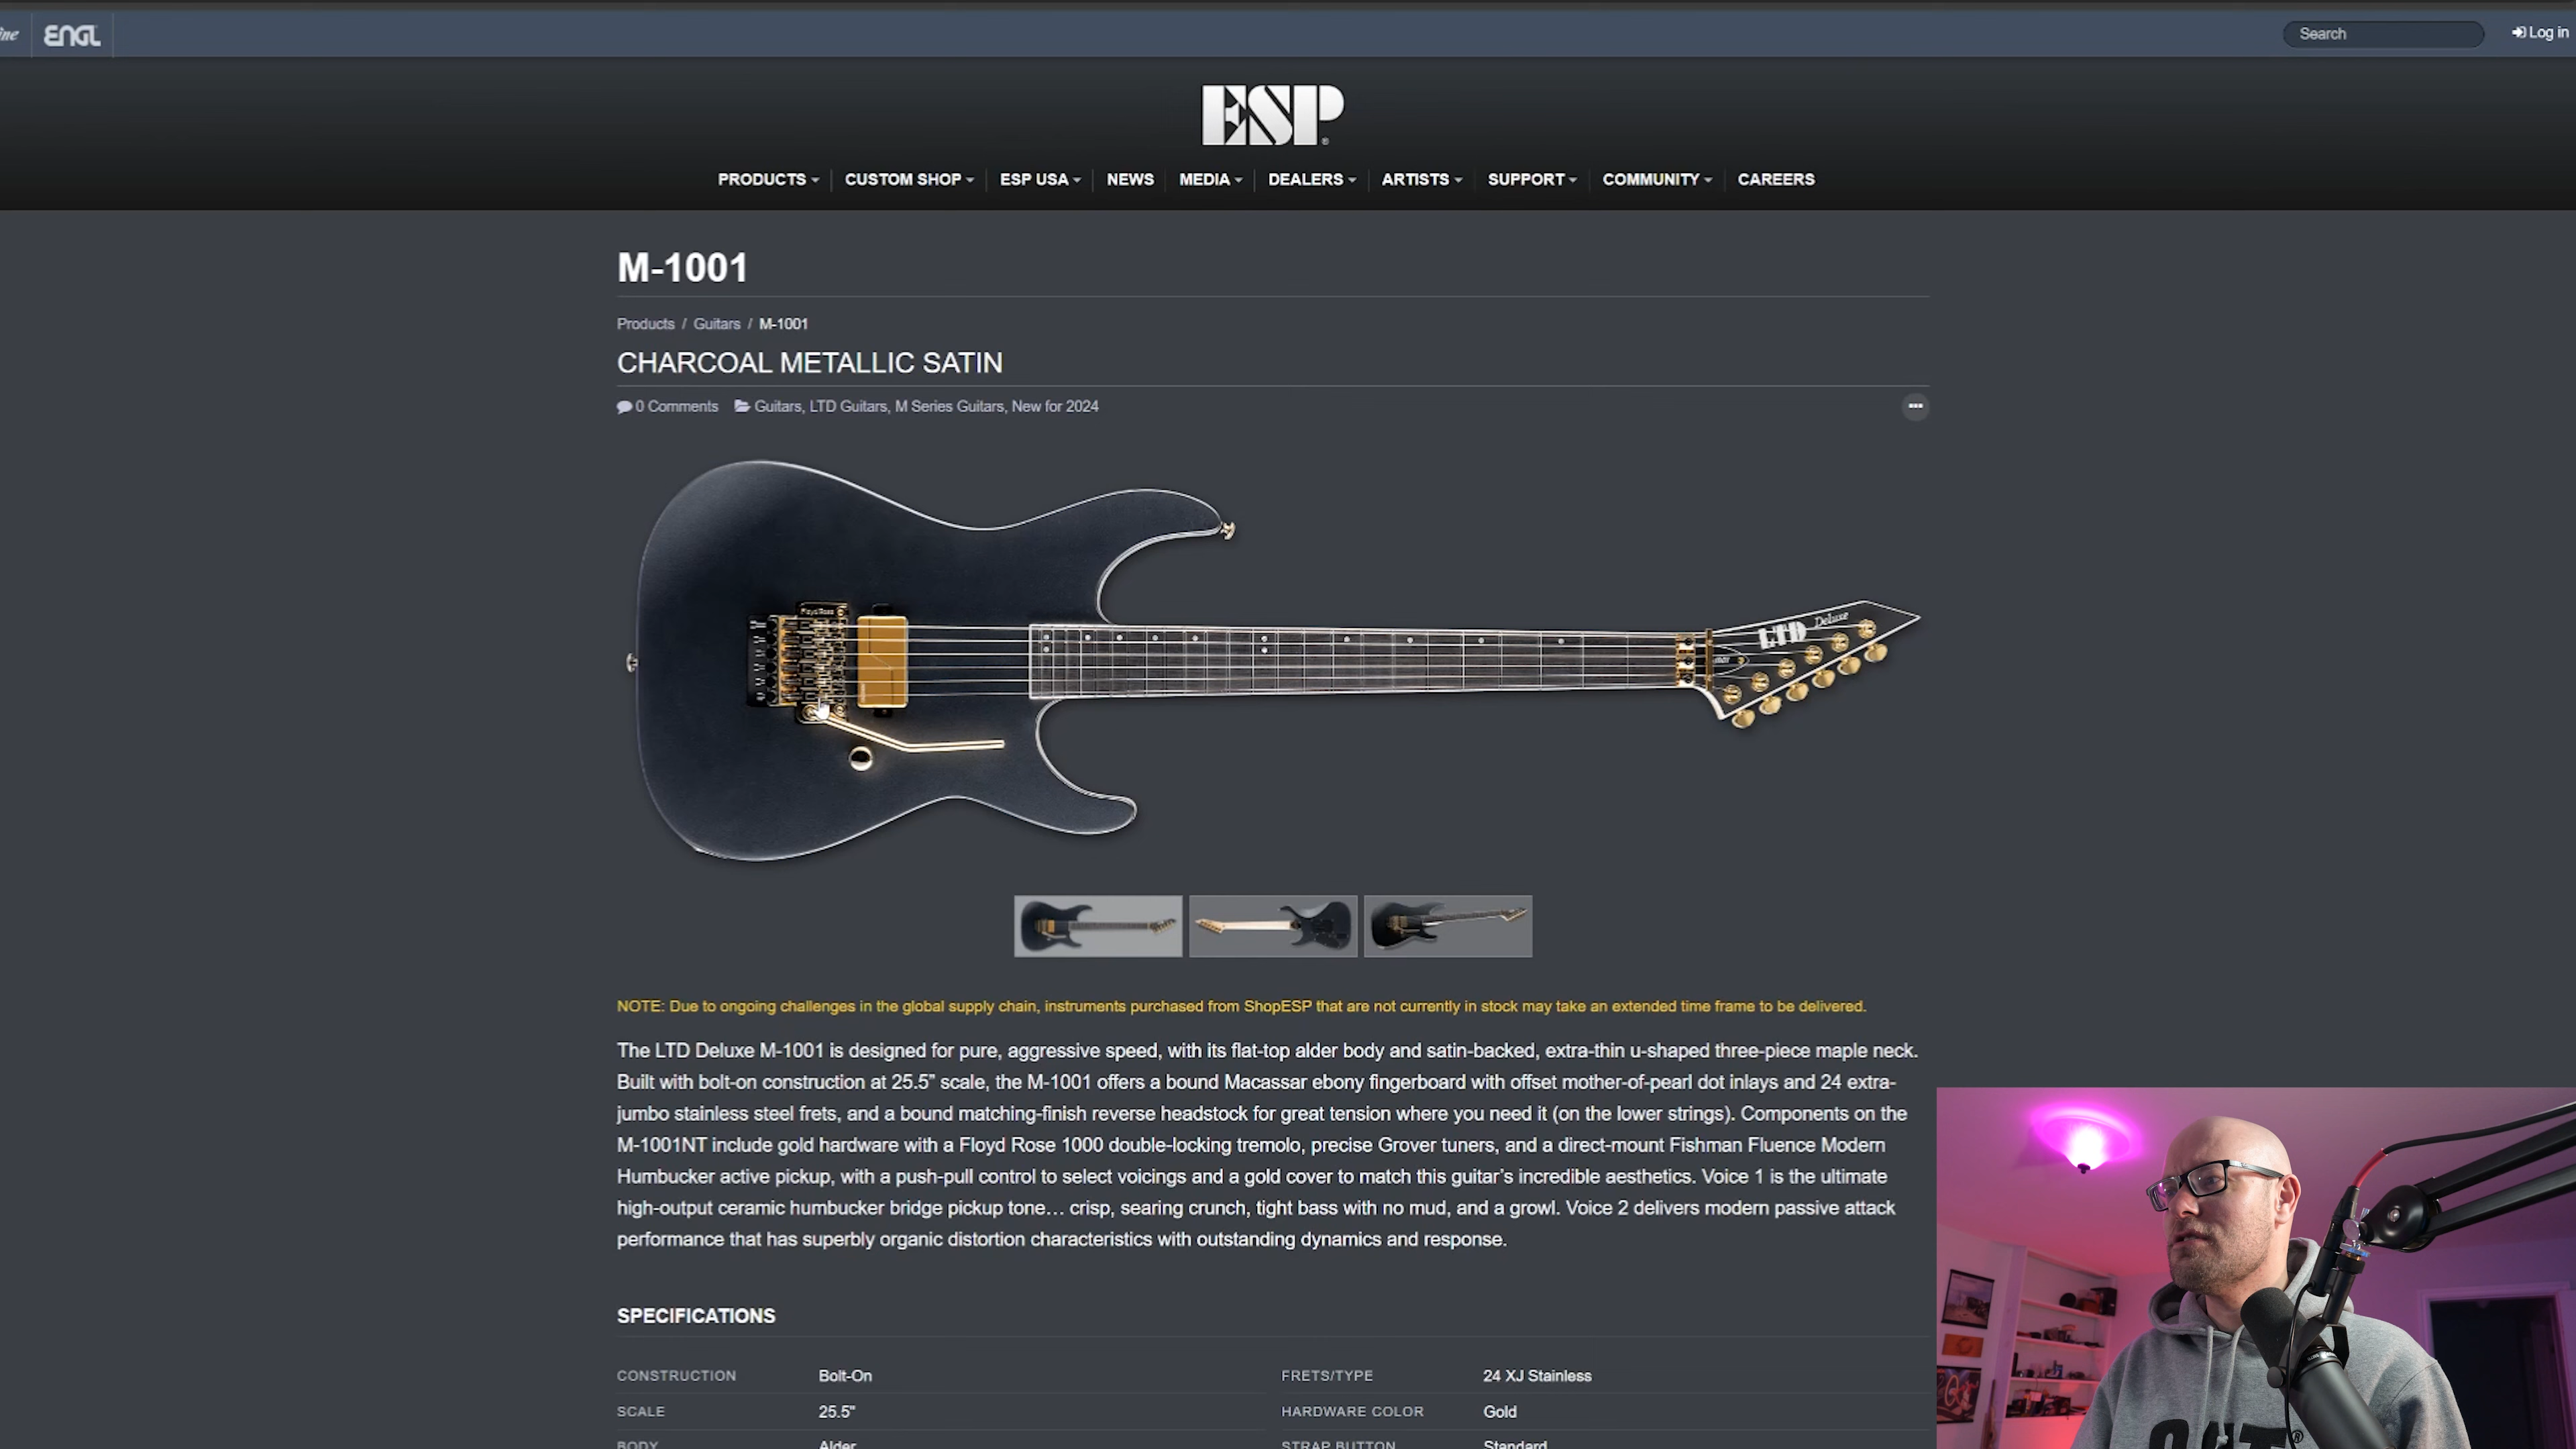 ine
ENGL
Search
Log in
ESP®
PRODUCTS
CUSTOM SHOP
ESP USA
NEWS
MEDIA
DEALERS
ARTISTS
SUPPORT
COMMUNITY
CAREERS
M-1001
Products / Guitars / M-1001
CHARCOAL METALLIC SATIN
0 Comments
Guitars, LTD Guitars, M Series Guitars, New for 2024
Floyd Rose
LTD Deluxe
NOTE: Due to ongoing challenges in the global supply chain, instruments purchased from ShopESP that are not currently in stock may take an extended time frame to be delivered.
The LTD Deluxe M-1001 is designed for pure, aggressive speed, with its flat-top alder body and satin-backed, extra-thin u-shaped three-piece maple neck.
Built with bolt-on construction at 25.5” scale, the M-1001 offers a bound Macassar ebony fingerboard with offset mother-of-pearl dot inlays and 24 extra-
jumbo stainless steel frets, and a bound matching-finish reverse headstock for great tension where you need it (on the lower strings). Components on the
M-1001NT include gold hardware with a Floyd Rose 1000 double-locking tremolo, precise Grover tuners, and a direct-mount Fishman Fluence Modern
Humbucker active pickup, with a push-pull control to select voicings and a gold cover to match this guitar’s incredible aesthetics. Voice 1 is the ultimate
high-output ceramic humbucker bridge pickup tone… crisp, searing crunch, tight bass with no mud, and a growl. Voice 2 delivers modern passive attack
performance that has superbly organic distortion characteristics with outstanding dynamics and response.
SPECIFICATIONS
CONSTRUCTION Bolt-On
FRETS/TYPE 24 XJ Stainless
SCALE 25.5"
HARDWARE COLOR Gold
BODY Alder
STRAP BUTTON Standard